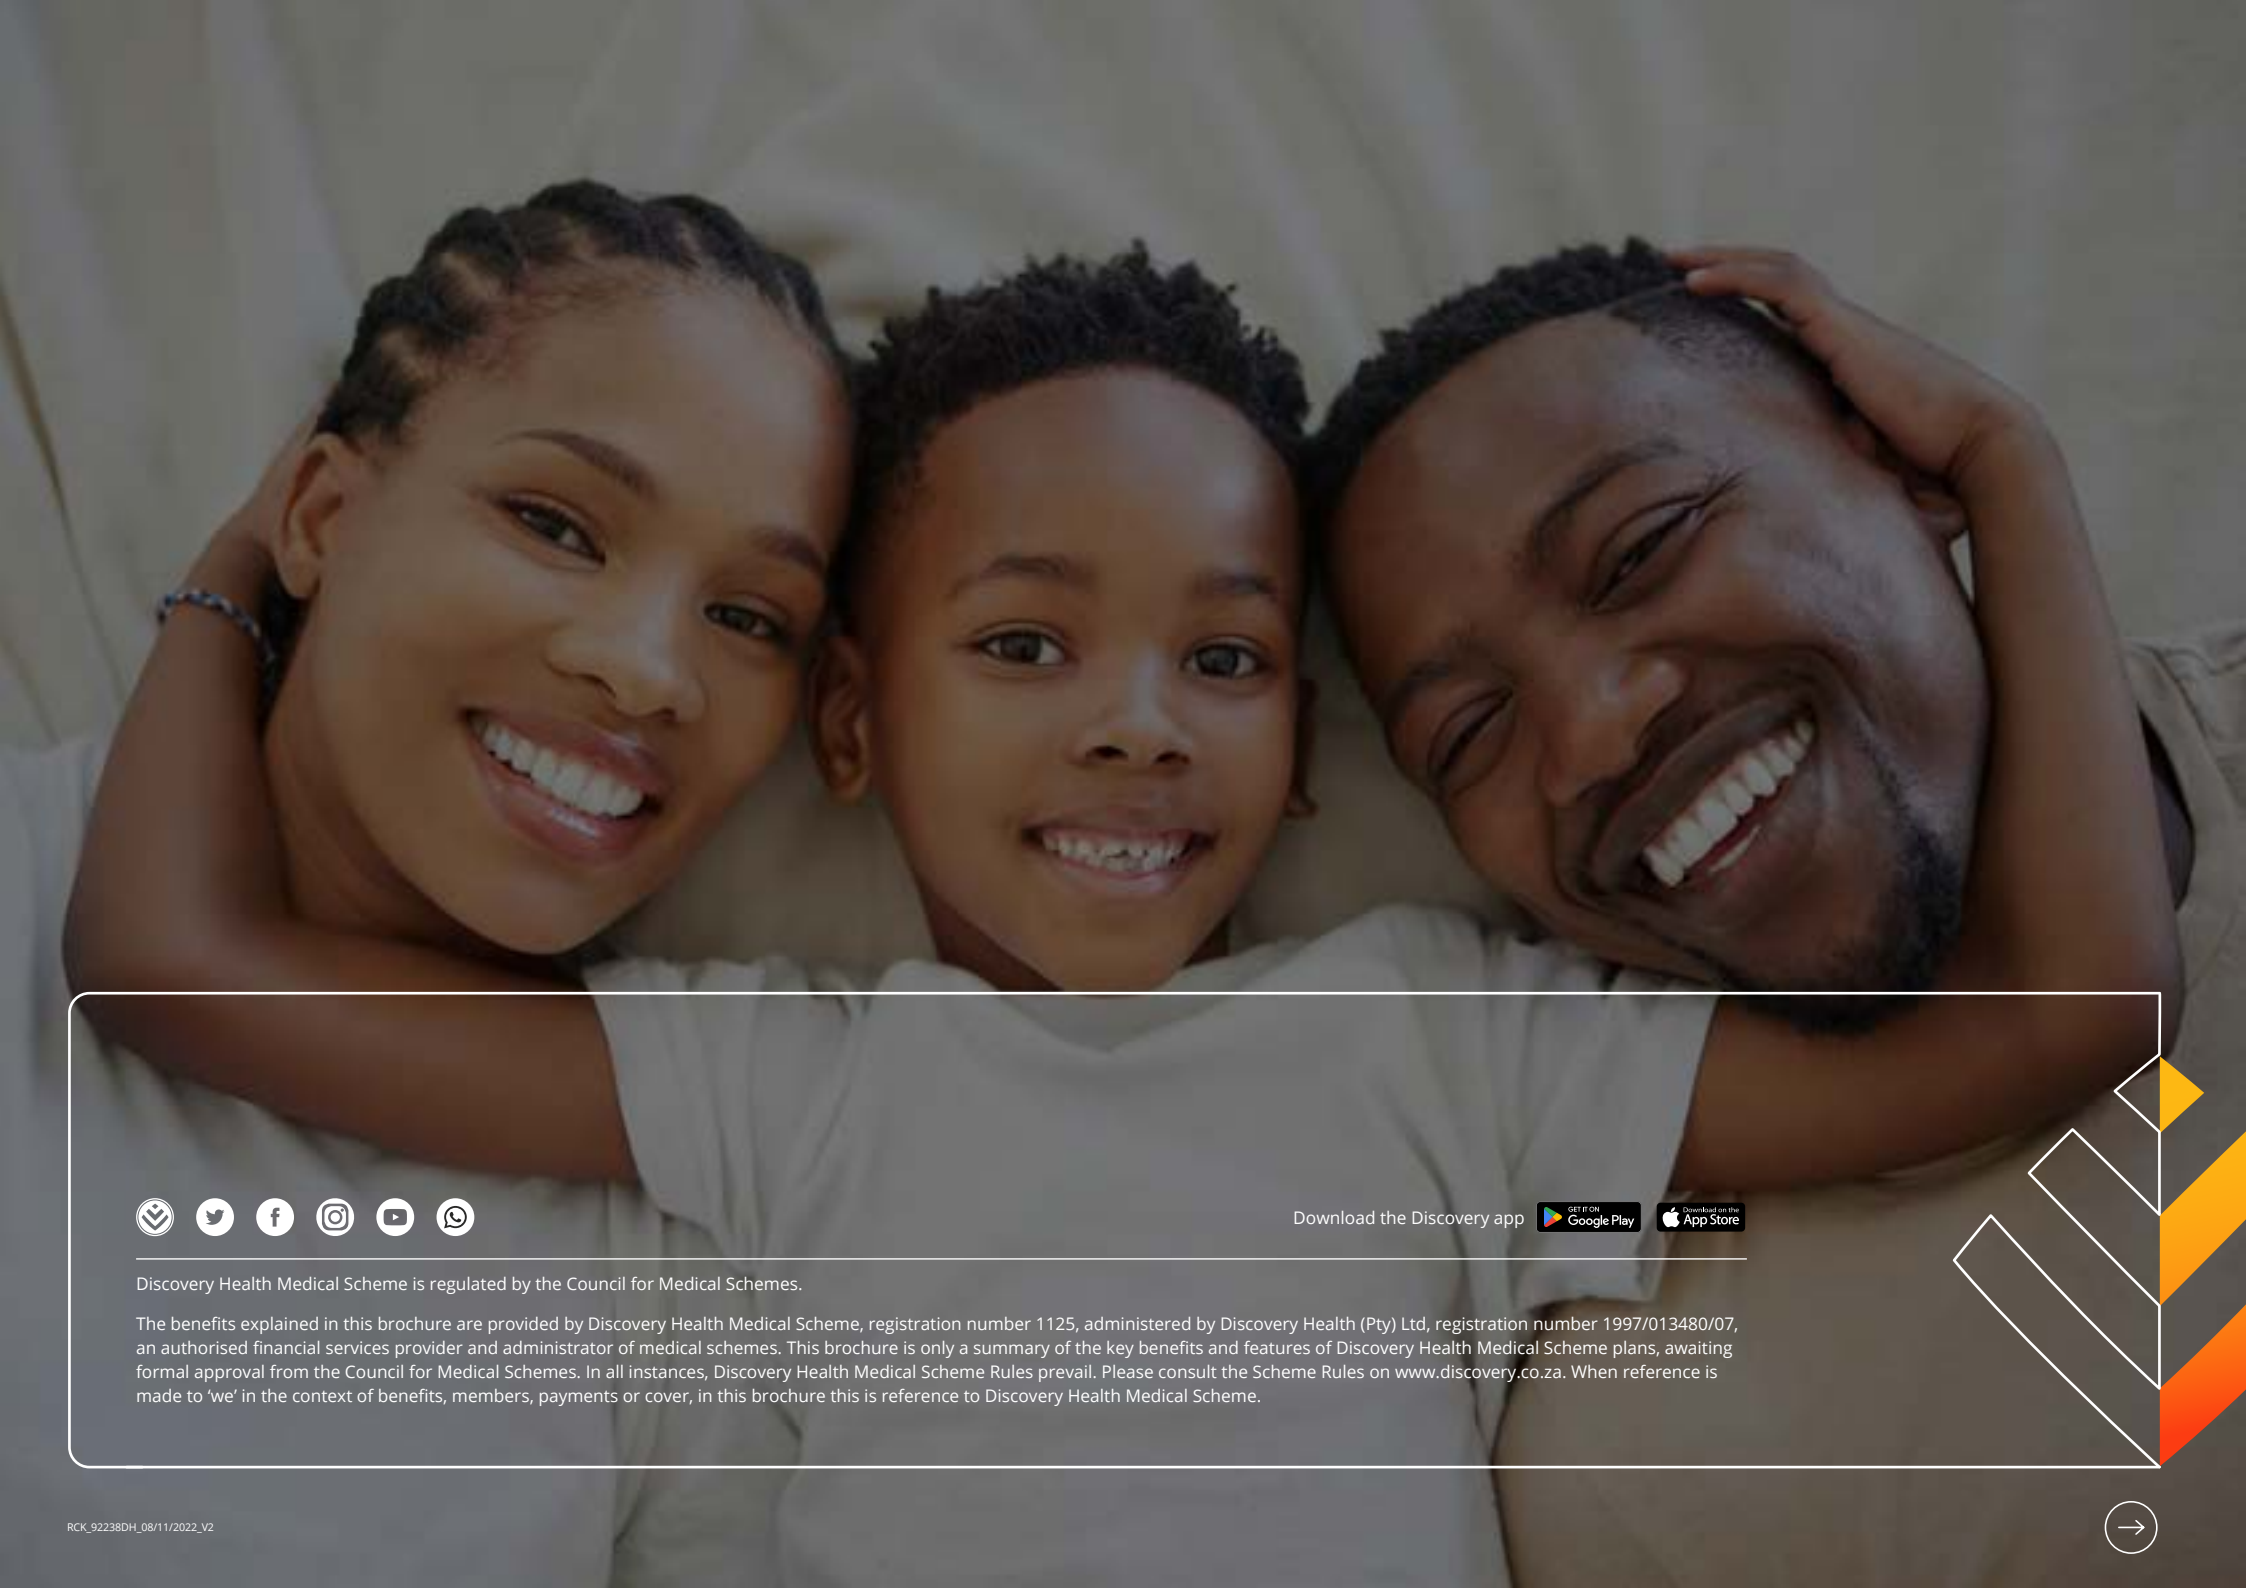 Download the Discovery app
GET IT ON
Google Play
Download on the
App Store
Discovery Health Medical Scheme is regulated by the Council for Medical Schemes.
The benefits explained in this brochure are provided by Discovery Health Medical Scheme, registration number 1125, administered by Discovery Health (Pty) Ltd, registration number 1997/013480/07,
an authorised financial services provider and administrator of medical schemes. This brochure is only a summary of the key benefits and features of Discovery Health Medical Scheme plans, awaiting
formal approval from the Council for Medical Schemes. In all instances, Discovery Health Medical Scheme Rules prevail. Please consult the Scheme Rules on www.discovery.co.za. When reference is
made to ‘we’ in the context of benefits, members, payments or cover, in this brochure this is reference to Discovery Health Medical Scheme.
RCK_92238DH_08/11/2022_V2